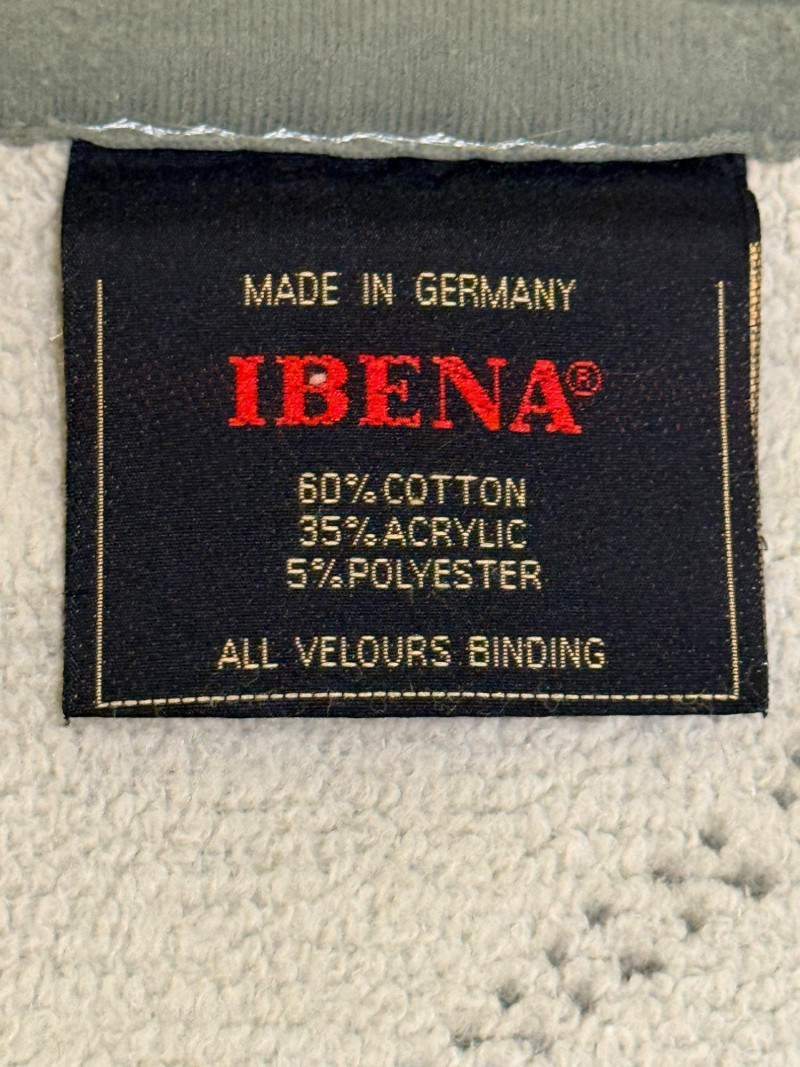 MADE IN GERMANY
IBENA®
60% COTTON
35% ACRYLIC
5% POLYESTER
ALL VELOURS BINDING